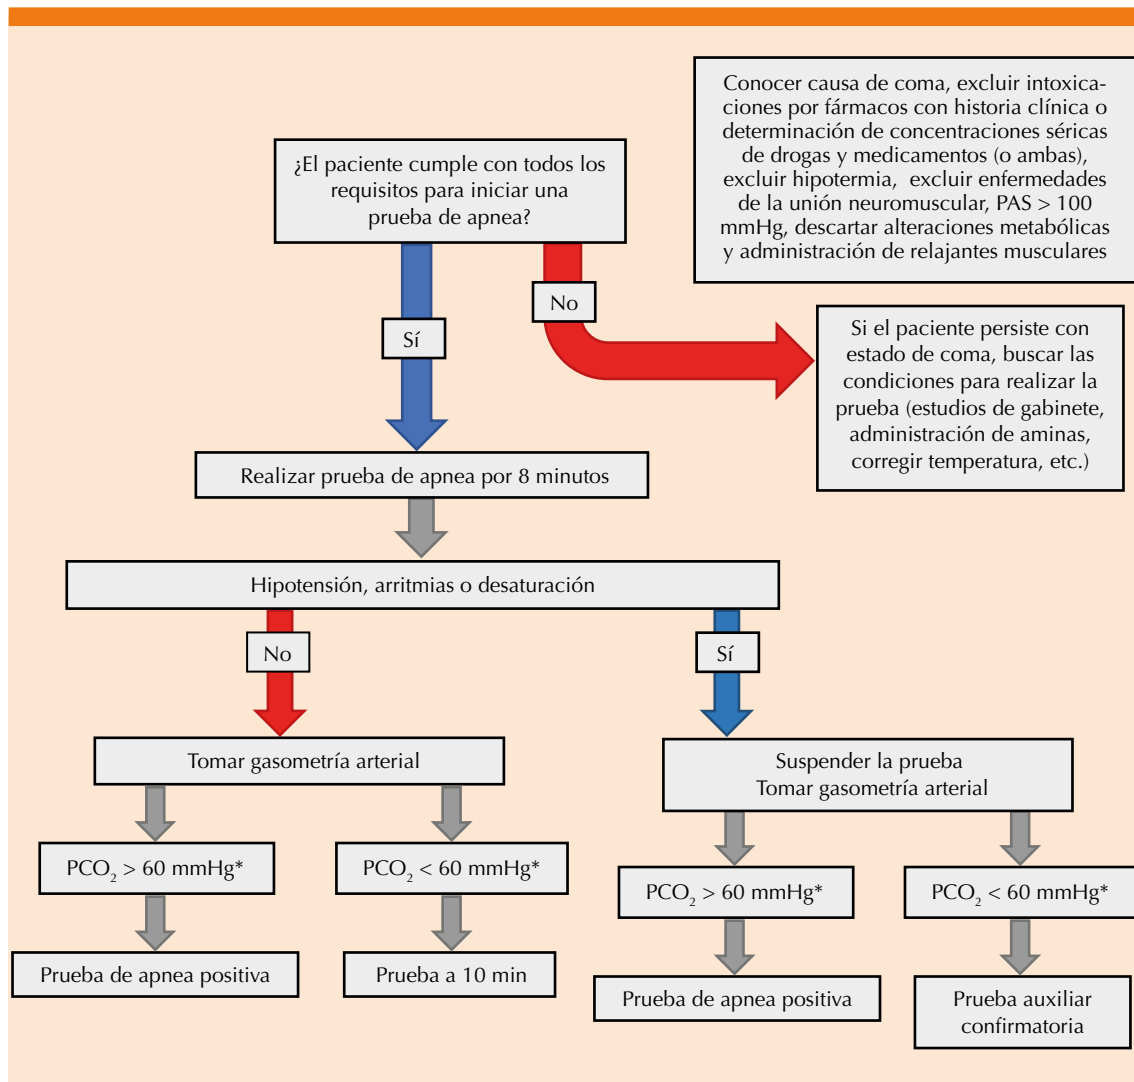 ¿El paciente cumple con todos los
requisitos para iniciar una
prueba de apnea?
Conocer causa de coma, excluir intoxica-
ciones por fármacos con historia clínica o
determinación de concentraciones séricas
de drogas y medicamentos (o ambas),
excluir hipotermia, excluir enfermedades
de la unión neuromuscular, PAS > 100
mmHg, descartar alteraciones metabólicas
y administración de relajantes musculares
No
Sí
Si el paciente persiste con
estado de coma, buscar las
condiciones para realizar la
prueba (estudios de gabinete,
administración de aminas,
corregir temperatura, etc.)
Realizar prueba de apnea por 8 minutos
Hipotensión, arritmias o desaturación
No
Sí
Tomar gasometría arterial
Suspender la prueba
Tomar gasometría arterial
PCO₂ > 60 mmHg*
PCO₂ < 60 mmHg*
PCO₂ > 60 mmHg*
PCO₂ < 60 mmHg*
Prueba de apnea positiva
Prueba a 10 min
Prueba de apnea positiva
Prueba auxiliar
confirmatoria